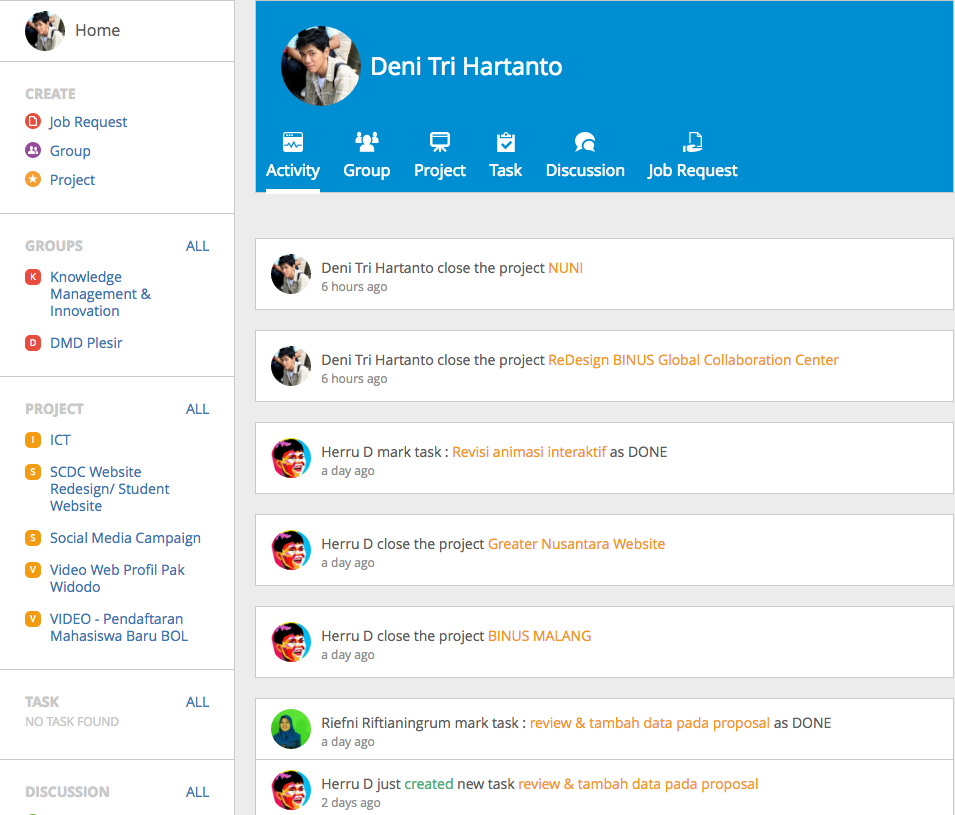 Home
CREATE
Job Request
Group
Project
GROUPS ALL
K Knowledge
Management &
Innovation
D DMD Plesir
PROJECT ALL
I ICT
S SCDC Website
Redesign/ Student
Website
S Social Media Campaign
V Video Web Profil Pak
Widodo
V VIDEO - Pendaftaran
Mahasiswa Baru BOL
TASK ALL
NO TASK FOUND
DISCUSSION ALL
Deni Tri Hartanto
Activity Group Project Task Discussion Job Request
Deni Tri Hartanto close the project NUNI
6 hours ago
Deni Tri Hartanto close the project ReDesign BINUS Global Collaboration Center
6 hours ago
Herru D mark task : Revisi animasi interaktif as DONE
a day ago
Herru D close the project Greater Nusantara Website
a day ago
Herru D close the project BINUS MALANG
a day ago
Riefni Riftianingrum mark task : review & tambah data pada proposal as DONE
a day ago
Herru D just created new task review & tambah data pada proposal
2 days ago